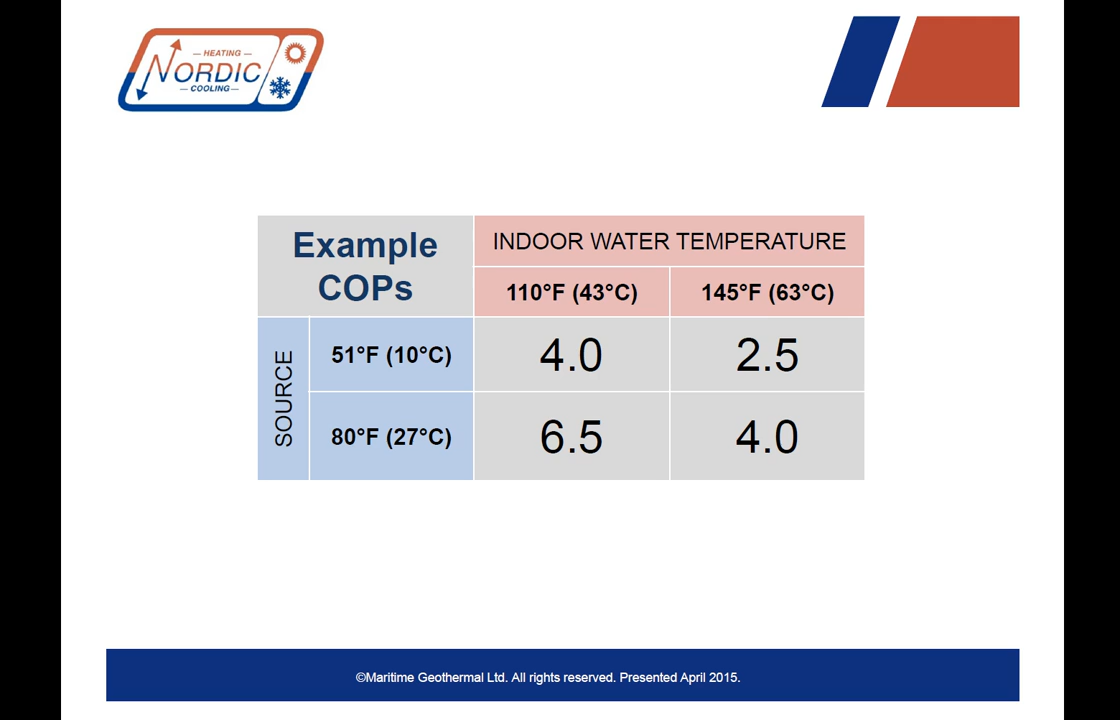 — HEATING —
NORDIC
— COOLING —
Example
COPs
INDOOR WATER TEMPERATURE
110°F (43°C) 145°F (63°C)
SOURCE
51°F (10°C) 4.0 2.5
80°F (27°C) 6.5 4.0
©Maritime Geothermal Ltd. All rights reserved. Presented April 2015.